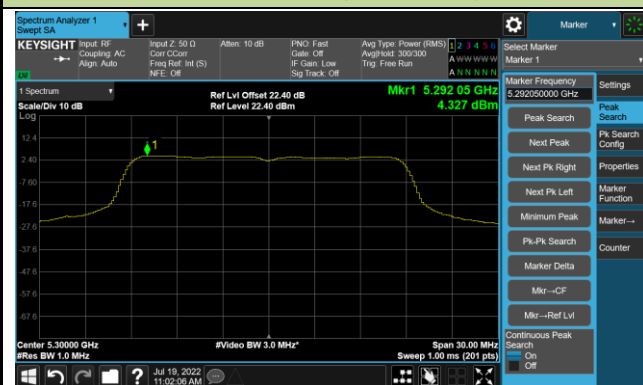 Spectrum Analyzer 1
Swept SA
+
Marker
KEYSIGHT
Input: RF
Coupling: AC
Align: Auto
Input Z: 50 Ω
Corr CCorr
Freq Ref: Int (S)
NFE: Off
Atten: 10 dB
PNO: Fast
Gate: Off
IF Gain: Low
Sig Track: Off
Avg Type: Power (RMS)
Avg|Hold: 300/300
Trig: Free Run
1 2 3 4 5 6
A W W W W W
A N N N N N
Select Marker
Marker 1
1 Spectrum
Scale/Div 10 dB
Log
Ref Lvl Offset 22.40 dB
Ref Level 22.40 dBm
Mkr1 5.292 05 GHz
4.327 dBm
12.4
2.40
-7.60
-17.6
-27.6
-37.6
-47.6
-57.6
-67.6
1
Center 5.30000 GHz
#Res BW 1.0 MHz
#Video BW 3.0 MHz*
Span 30.00 MHz
Sweep 1.00 ms (201 pts)
Marker Frequency
5.292050000 GHz
Peak Search
Next Peak
Next Pk Right
Next Pk Left
Minimum Peak
Pk-Pk Search
Marker Delta
Mkr→CF
Mkr→Ref Lvl
Continuous Peak
Search
On
Off
Settings
Peak
Search
Pk Search
Config
Properties
Marker
Function
Marker→
Counter
?
Jul 19, 2022
11:02:06 AM